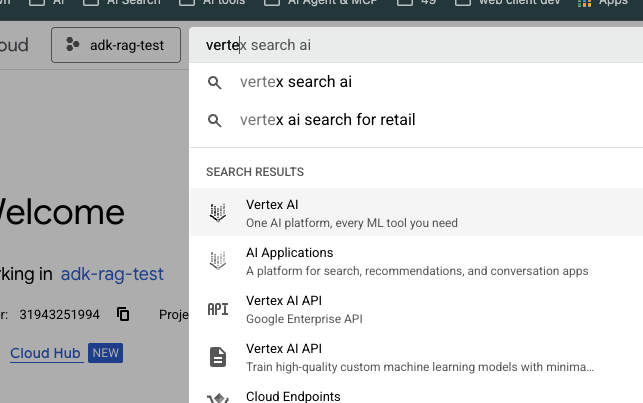 AI
AI Search
AI tools
AI Agent & MCP
49
web client dev
Apps
oud
adk-rag-test
vertex search ai
vertex search ai
vertex ai search for retail
SEARCH RESULTS
Vertex AI
One AI platform, every ML tool you need
AI Applications
A platform for search, recommendations, and conversation apps
API
Vertex AI API
Google Enterprise API
Vertex AI API
Train high-quality custom machine learning models with minima...
Cloud Endpoints
elcome
rking in adk-rag-test
r: 31943251994
Proje
Cloud Hub NEW